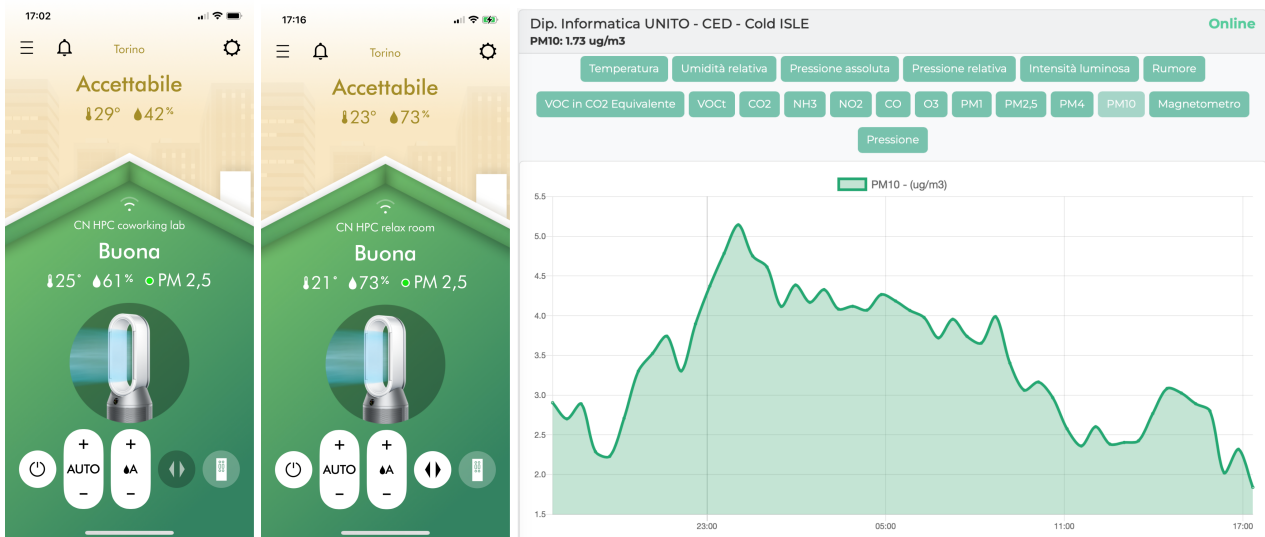 17:02
Torino
Accettabile
29° 42%
CN HPC coworking lab
Buona
25° 61% PM 2,5
+ +
AUTO A
− −
17:16
Torino
Accettabile
23° 73%
CN HPC relax room
Buona
21° 73% PM 2,5
+ +
AUTO A
− −
Dip. Informatica UNITO - CED - Cold ISLE Online
PM10: 1.73 ug/m3
Temperatura Umidità relativa Pressione assoluta Pressione relativa Intensità luminosa Rumore
VOC in CO2 Equivalente VOCt CO2 NH3 NO2 CO O3 PM1 PM2,5 PM4 PM10 Magnetometro
Pressione
PM10 - (ug/m3)
5.5
5.0
4.5
4.0
3.5
3.0
2.5
2.0
1.5
23:00 05:00 11:00 17:00